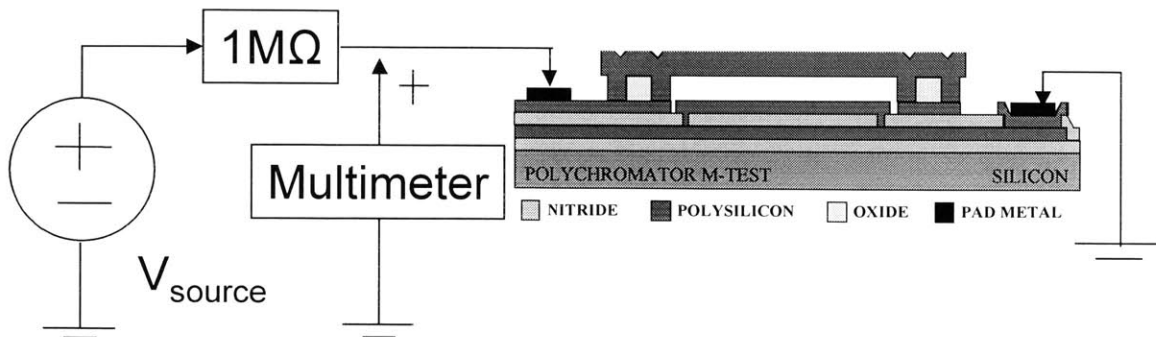 1MΩ
+
+
—
Multimeter
V source
POLYCHROMATOR M-TEST
SILICON
NITRIDE
POLYSILICON
OXIDE
PAD METAL